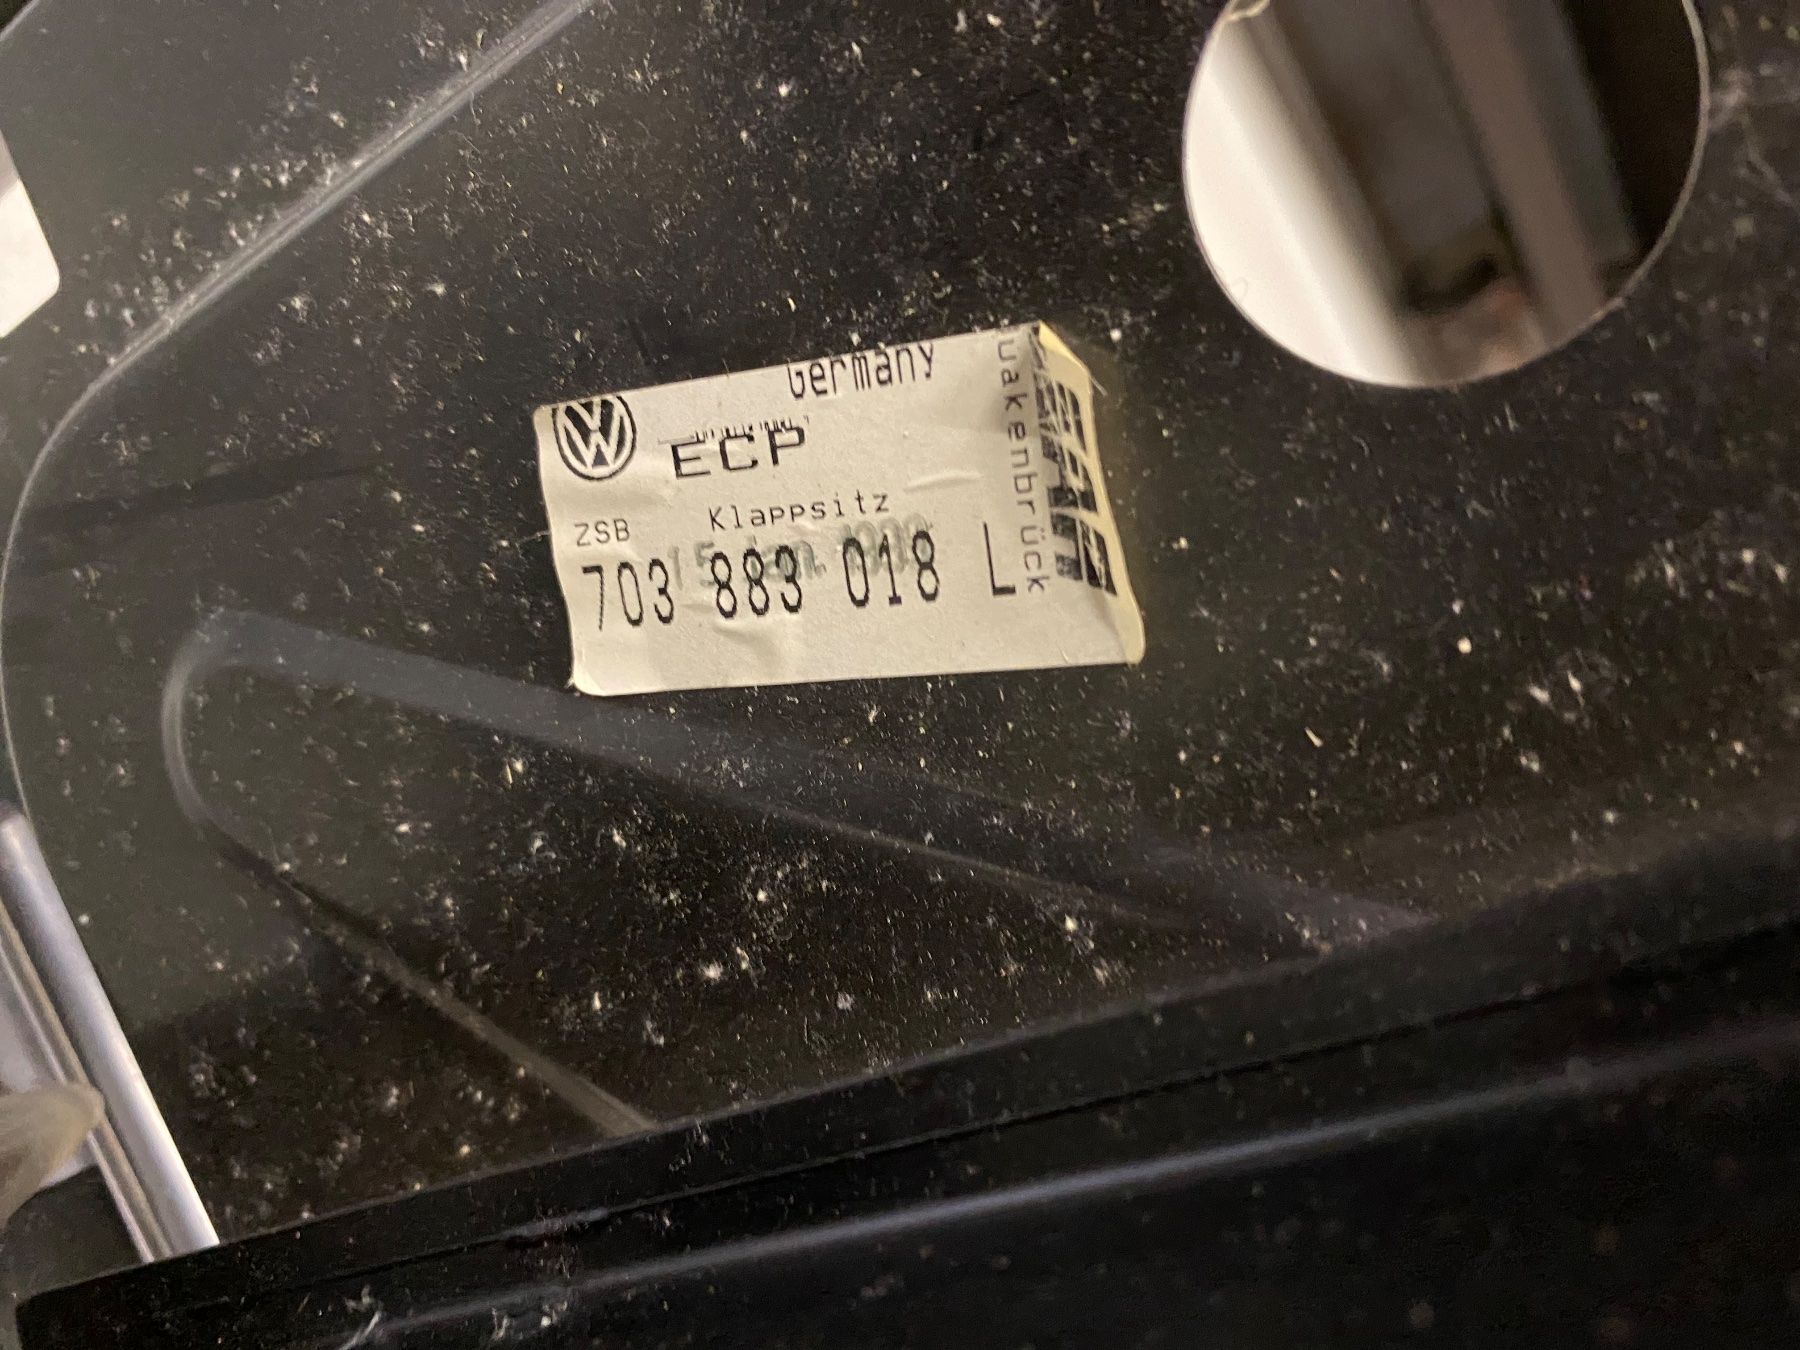 Germany
ECP
ZSB Klappsitz
703 883 018 L